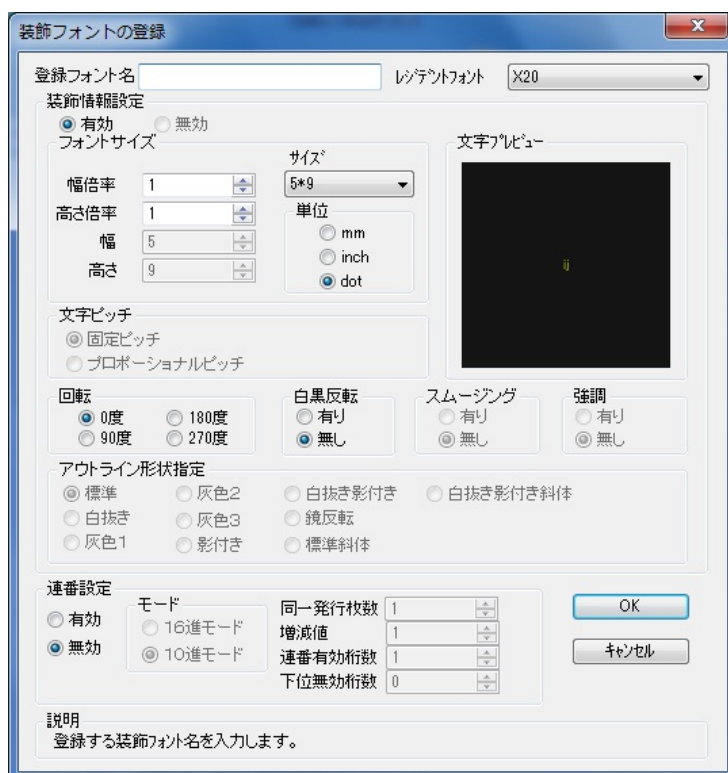 装飾フォントの登録
登録フォント名 ﾚｼﾞﾃﾞﾝﾄﾌｫﾝﾄ X20
装飾情報設定
有効 無効
フォントサイズ
幅倍率 1
高さ倍率 1
幅 5
高さ 9
ｻｲｽﾞ
5*9
単位
mm
inch
dot
文字ﾌﾟﾚﾋﾞｭｰ
文字ピッチ
固定ピッチ
プロポーショナルピッチ
回転
0度 180度
90度 270度
白黒反転
有り
無し
スムージング
有り
無し
強調
有り
無し
アウトライン形状指定
標準 灰色2 白抜き影付き 白抜き影付き斜体
白抜き 灰色3 鏡反転
灰色1 影付き 標準斜体
連番設定
有効
無効
モード
16進モード
10進モード
同一発行枚数 1
増減値 1
連番有効桁数 1
下位無効桁数 0
OK
ｷｬﾝｾﾙ
説明
登録する装飾ﾌｫﾝﾄ名を入力します。